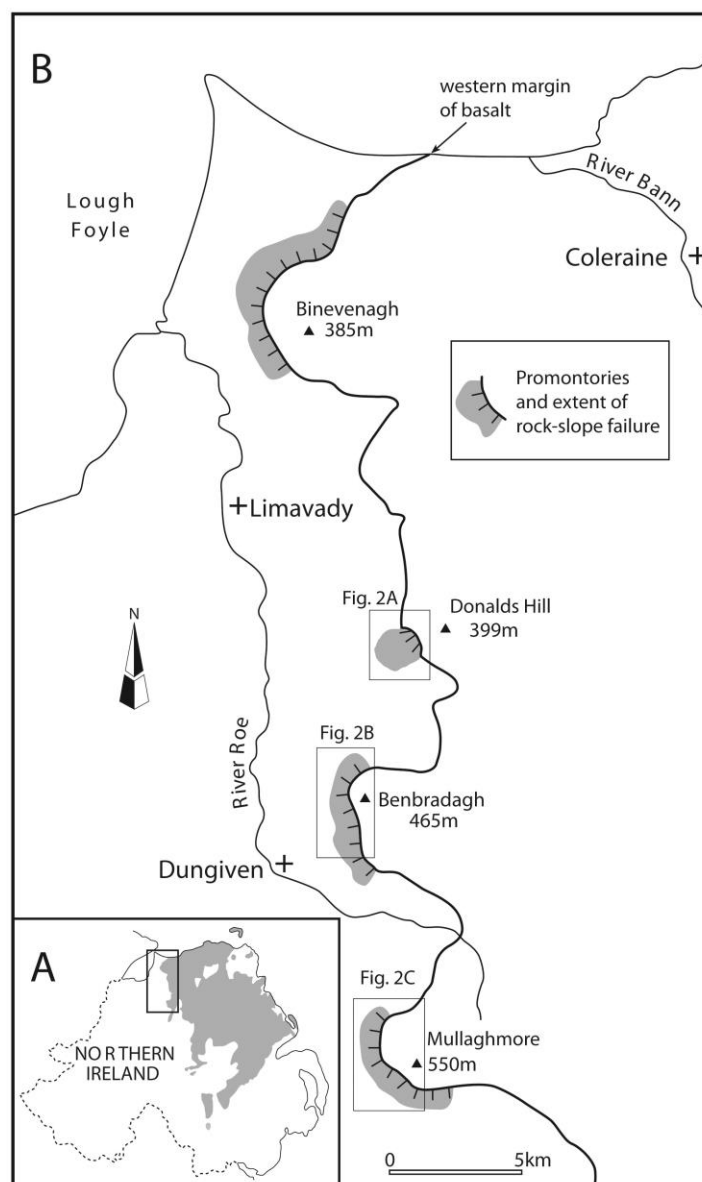 B
western margin
of basalt
Lough
Foyle
River Bann
Coleraine
Binevenagh
385m
Promontories
and extent of
rock-slope failure
Limavady
Fig. 2A
Donalds Hill
399m
N
River Roe
Fig. 2B
Benbradagh
465m
Dungiven
A
NO RTHERN
IRELAND
Fig. 2C
Mullaghmore
550m
0 5km